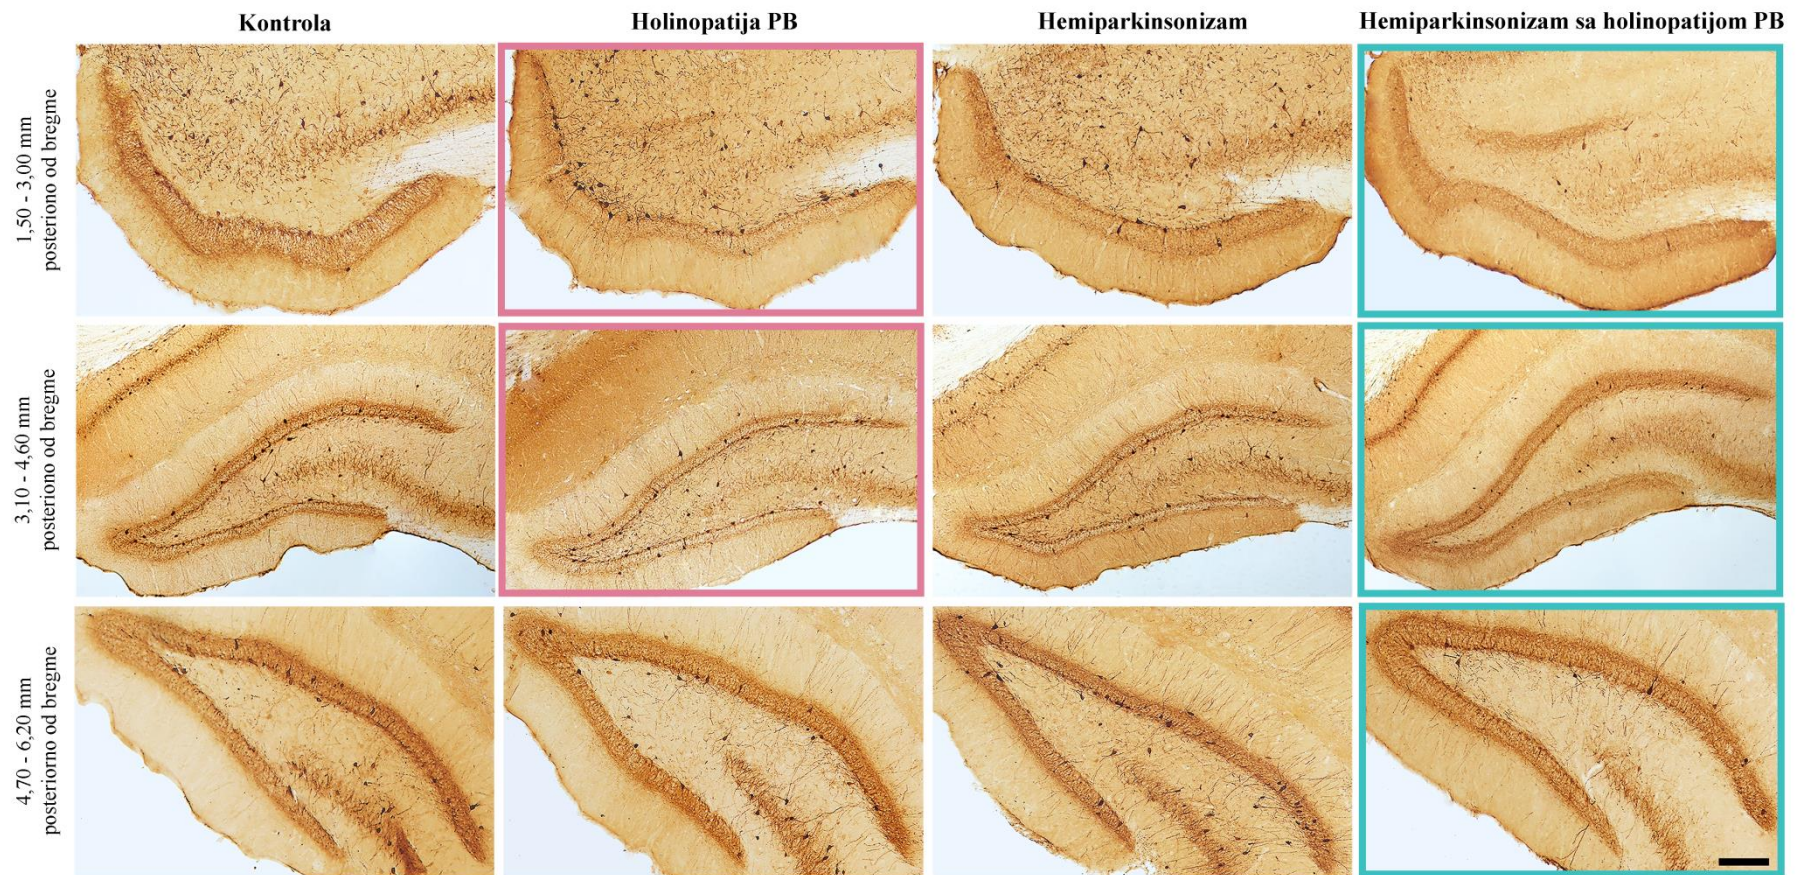 Kontrola
Holinopatija PB
Hemiparkinsonizam
Hemiparkinsonizam sa holinopatijom PB
1,50 - 3,00 mm
posteriono od bregme
3,10 - 4,60 mm
posteriono od bregme
4,70 - 6,20 mm
posteriorno od bregme